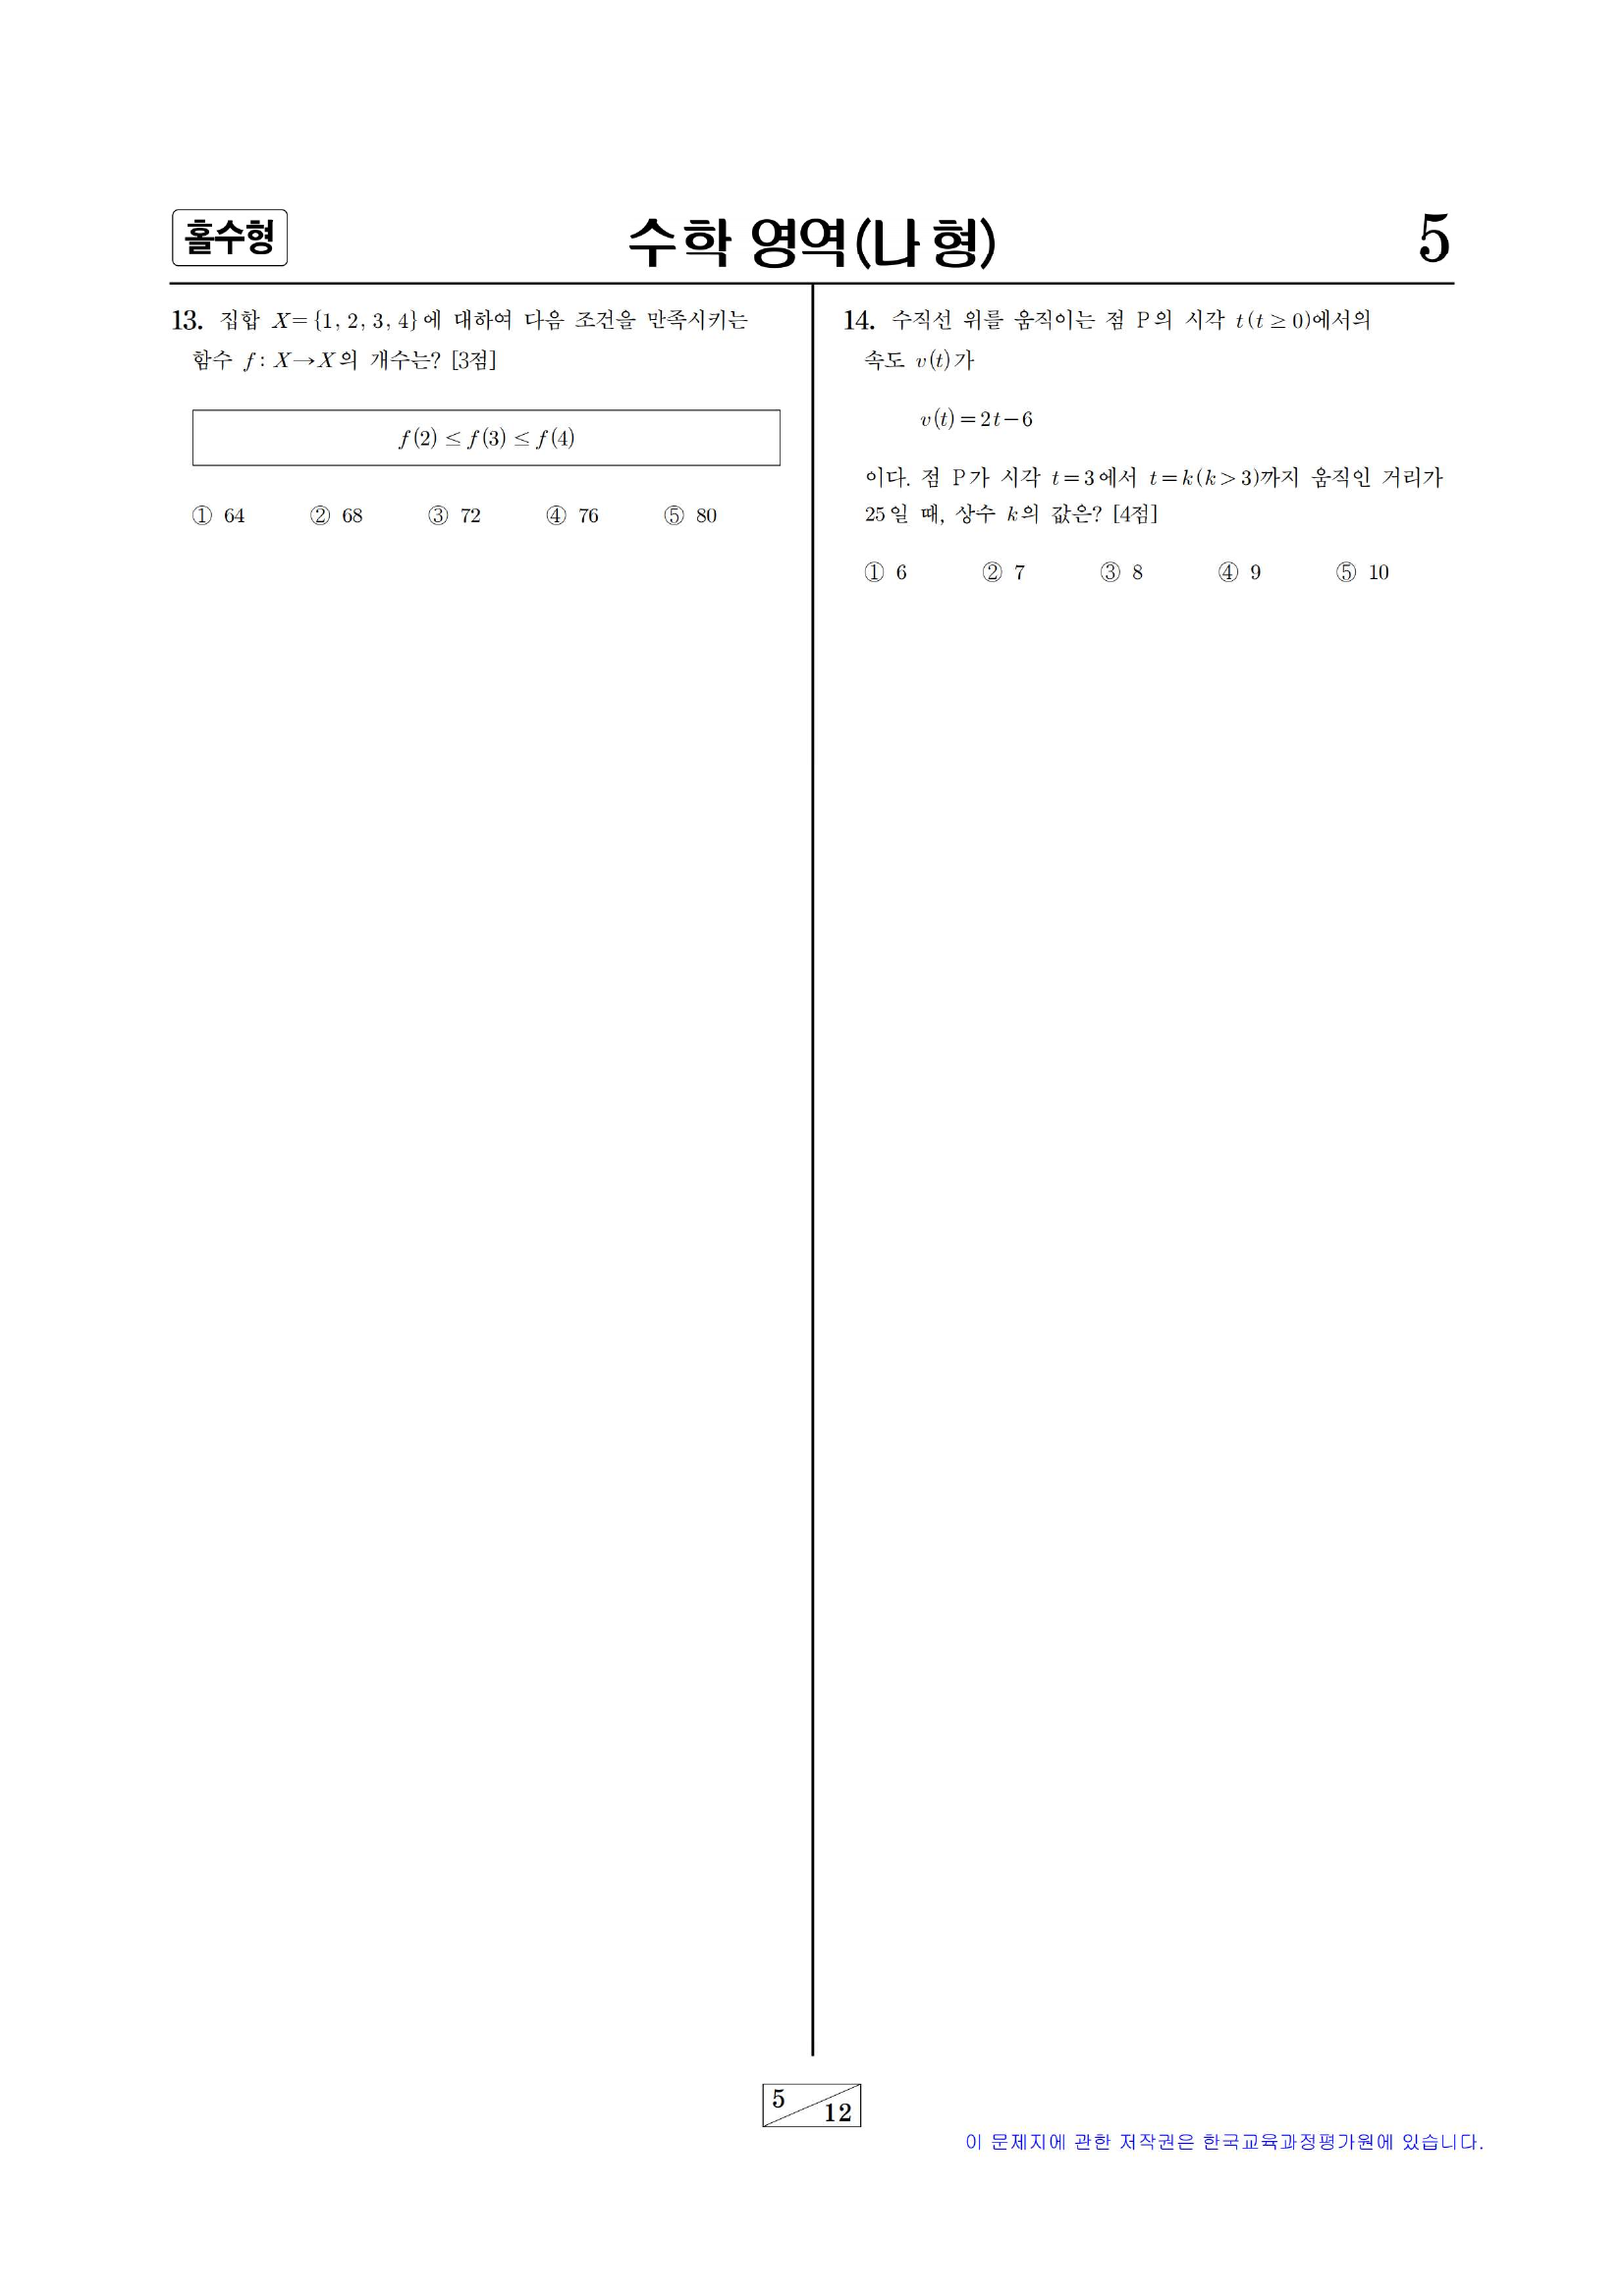 홀수형
수학 영역(나 형)
5
13. 집합 X={1, 2, 3, 4}에 대하여 다음 조건을 만족시키는
함수 f : X→X의 개수는? [3점]
f(2) ≤ f(3) ≤ f(4)
① 64 ② 68 ③ 72 ④ 76 ⑤ 80
14. 수직선 위를 움직이는 점 P의 시각 t(t ≥ 0)에서의
속도 v(t)가
v(t) = 2t－6
이다. 점 P가 시각 t=3에서 t=k(k>3)까지 움직인 거리가
25일 때, 상수 k의 값은? [4점]
① 6 ② 7 ③ 8 ④ 9 ⑤ 10
5
12
이 문제지에 관한 저작권은 한국교육과정평가원에 있습니다.